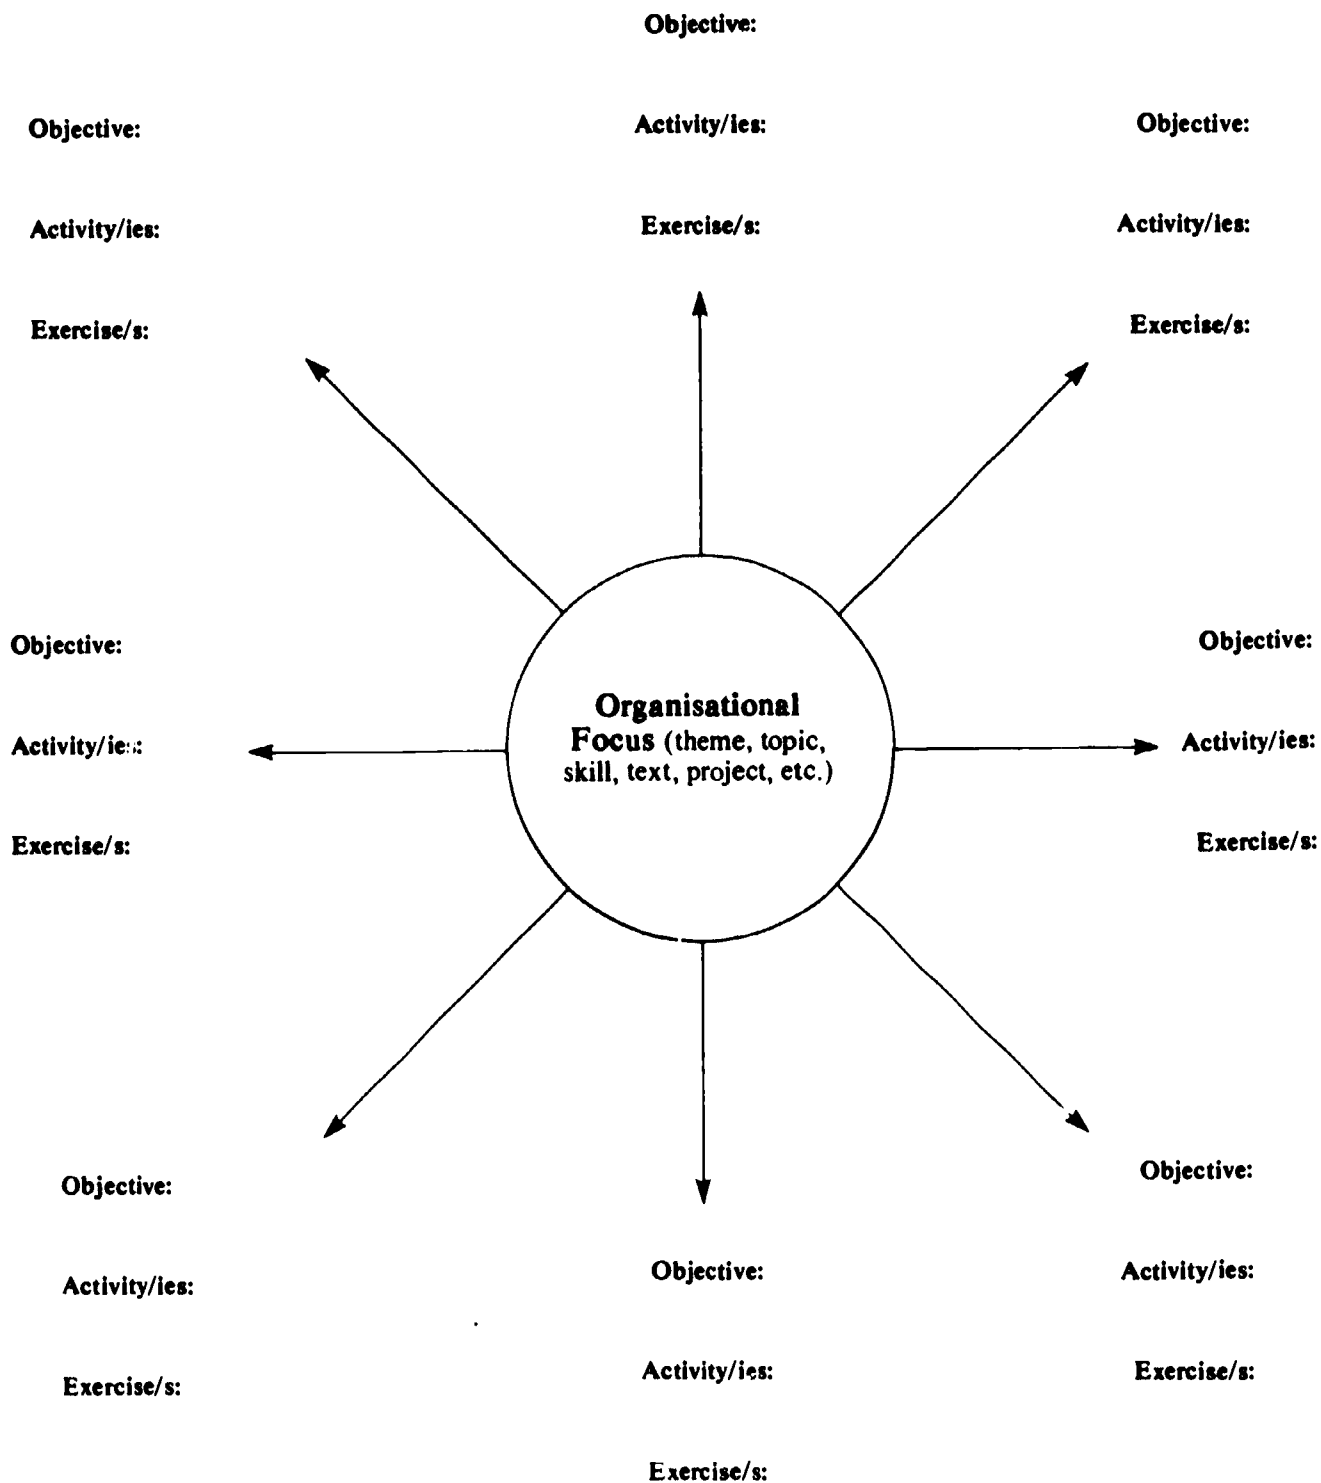 Objective:
Activity/ies:
Exercise/s:
Objective:
Activity/ies:
Exercise/s:
Objective:
Activity/ies:
Exercise/s:
Objective:
Activity/ies:
Exercise/s:
Organisational
Focus (theme, topic,
skill, text, project, etc.)
Objective:
Activity/ies:
Exercise/s:
Objective:
Activity/ies:
Exercise/s:
Objective:
Activity/ies:
Exercise/s:
Objective:
Activity/ies:
Exercise/s: